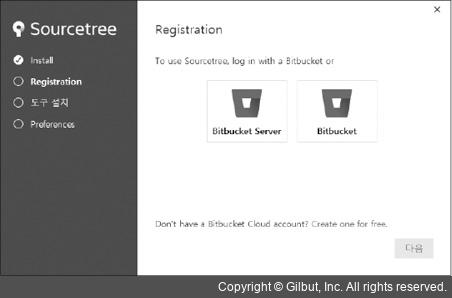 Sourcetree
Install
Registration
도구 설치
Preferences
Registration
To use Sourcetree, log in with a Bitbucket or
Bitbucket Server
Bitbucket
Don't have a Bitbucket Cloud account? Create one for free.
다음
Copyright © Gilbut, Inc. All rights reserved.